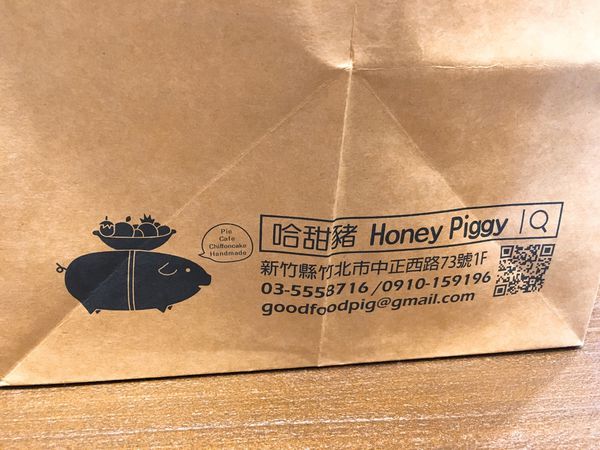 Pie
Cafe
Chiffoncake
Handmade
哈甜豬 Honey Piggy
新竹縣竹北市中正西路73號1F
03-5558716 /0910-159196
goodfoodpig@gmail.com